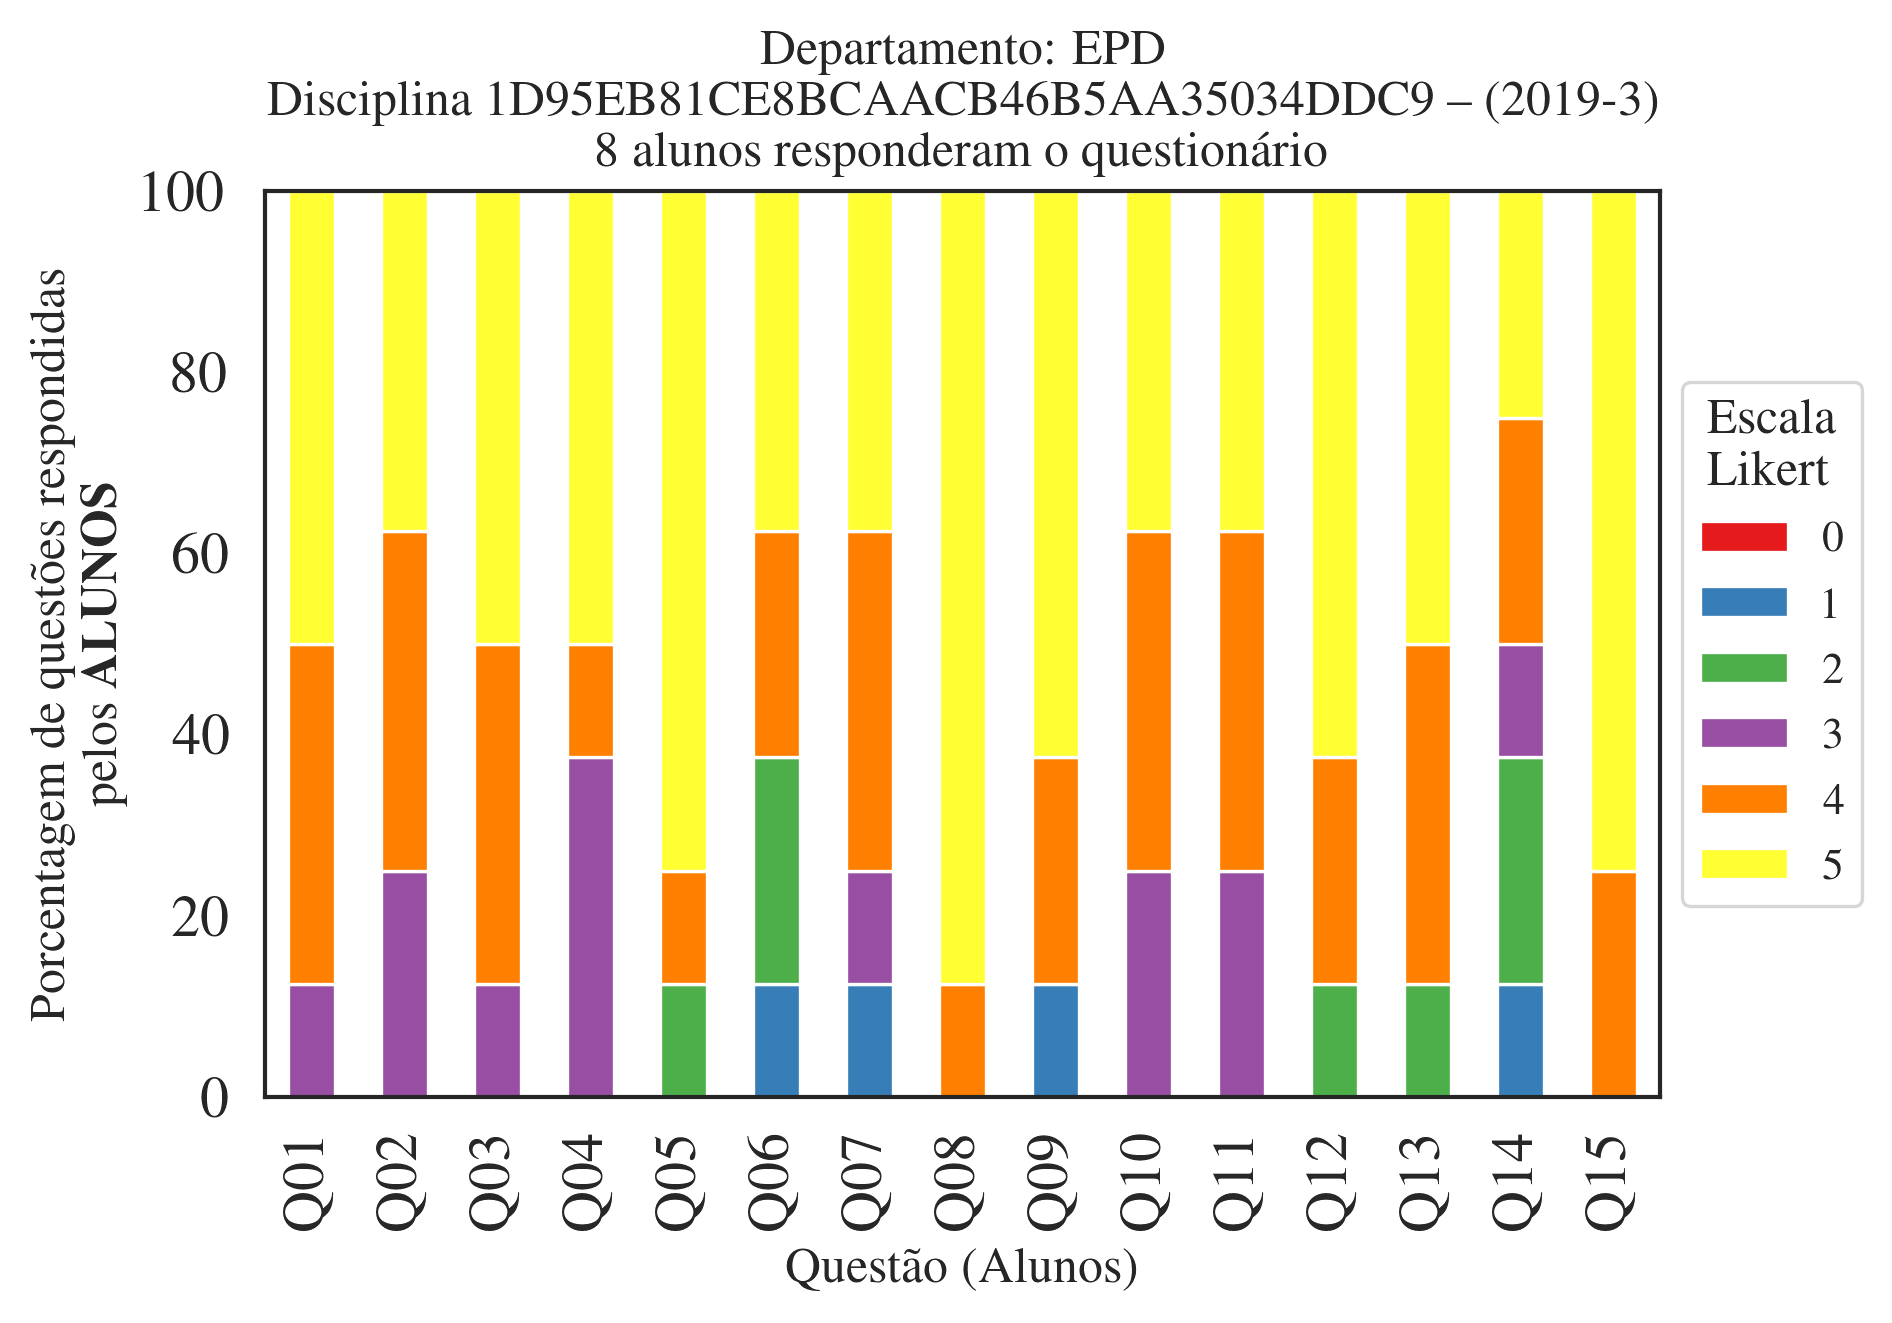 Departamento: EPD
Disciplina 1D95EB81CE8BCAACB46B5AA35034DDC9 – (2019-3)
8 alunos responderam o questionário
Porcentagem de questões respondidas
pelos ALUNOS
100
80
60
40
20
0
Q01
Q02
Q03
Q04
Q05
Q06
Q07
Q08
Q09
Q10
Q11
Q12
Q13
Q14
Q15
Questão (Alunos)
Escala
Likert
0
1
2
3
4
5